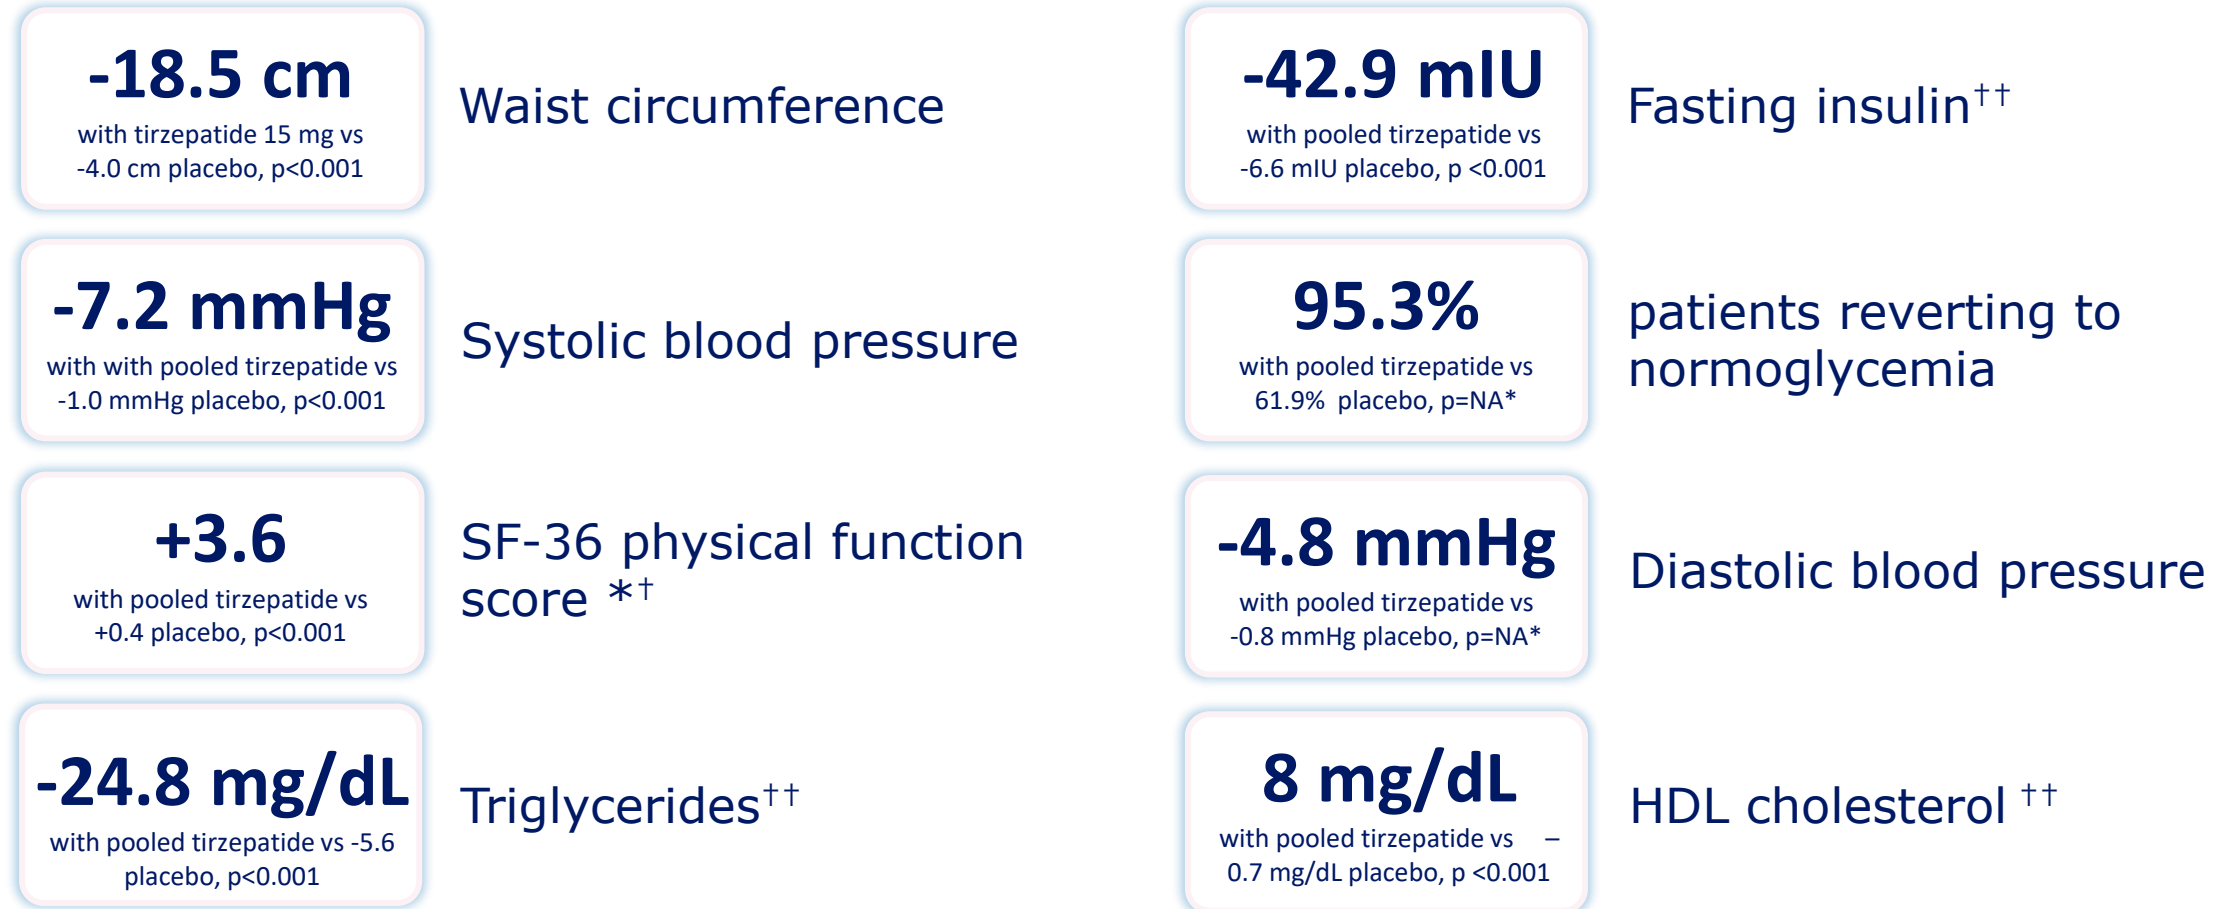 -18.5 cm
with tirzepatide 15 mg vs
-4.0 cm placebo, p<0.001
Waist circumference
-7.2 mmHg
with with pooled tirzepatide vs
-1.0 mmHg placebo, p<0.001
Systolic blood pressure
+3.6
with pooled tirzepatide vs
+0.4 placebo, p<0.001
SF-36 physical function
score *†
-24.8 mg/dL
with pooled tirzepatide vs -5.6
placebo, p<0.001
Triglycerides††
-42.9 mIU
with pooled tirzepatide vs
-6.6 mIU placebo, p <0.001
Fasting insulin††
95.3%
with pooled tirzepatide vs
61.9% placebo, p=NA*
patients reverting to
normoglycemia
-4.8 mmHg
with pooled tirzepatide vs
-0.8 mmHg placebo, p=NA*
Diastolic blood pressure
8 mg/dL
with pooled tirzepatide vs –
0.7 mg/dL placebo, p <0.001
HDL cholesterol ††